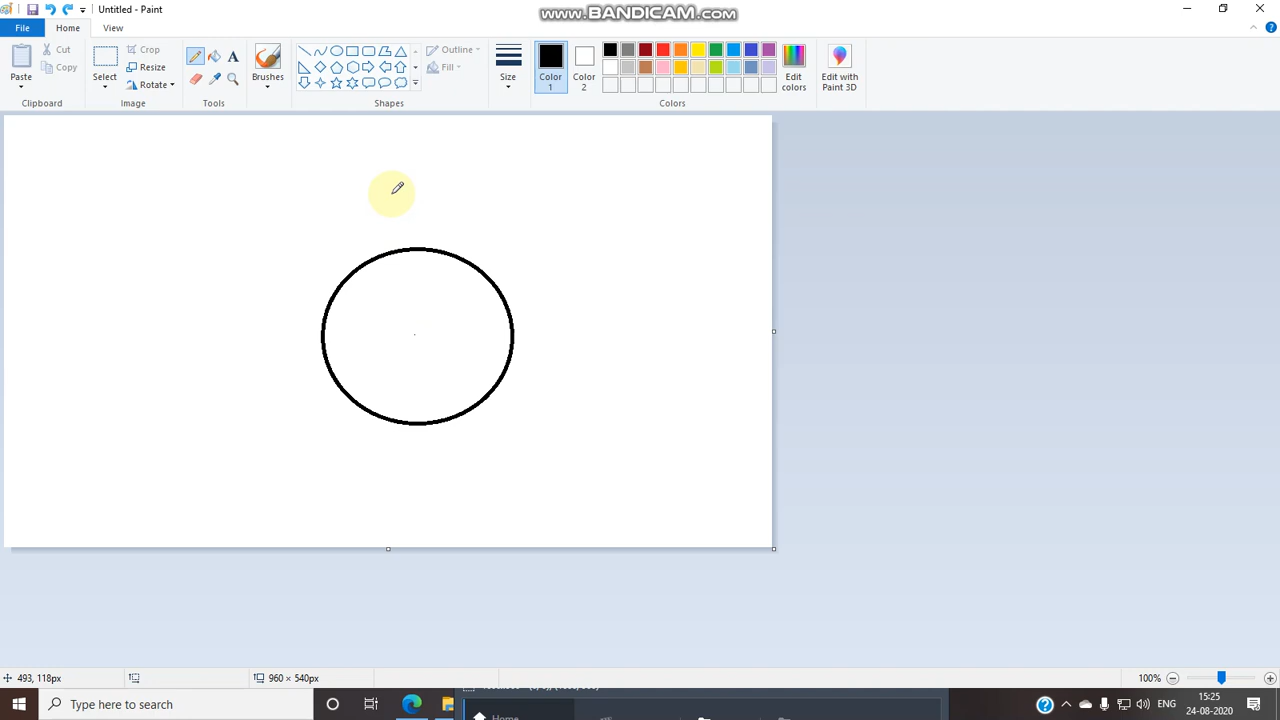 Untitled - Paint
www.BANDICAM.com
File
Home
View
Paste
Cut
Copy
Clipboard
Select
Crop
Resize
Rotate
Image
Tools
Brushes
Shapes
Outline
Fill
Size
Color
1
Color
2
Colors
Edit
colors
Edit with
Paint 3D
493, 118px
960 × 540px
100%
Type here to search
Home
ENG
15:25
24-08-2020